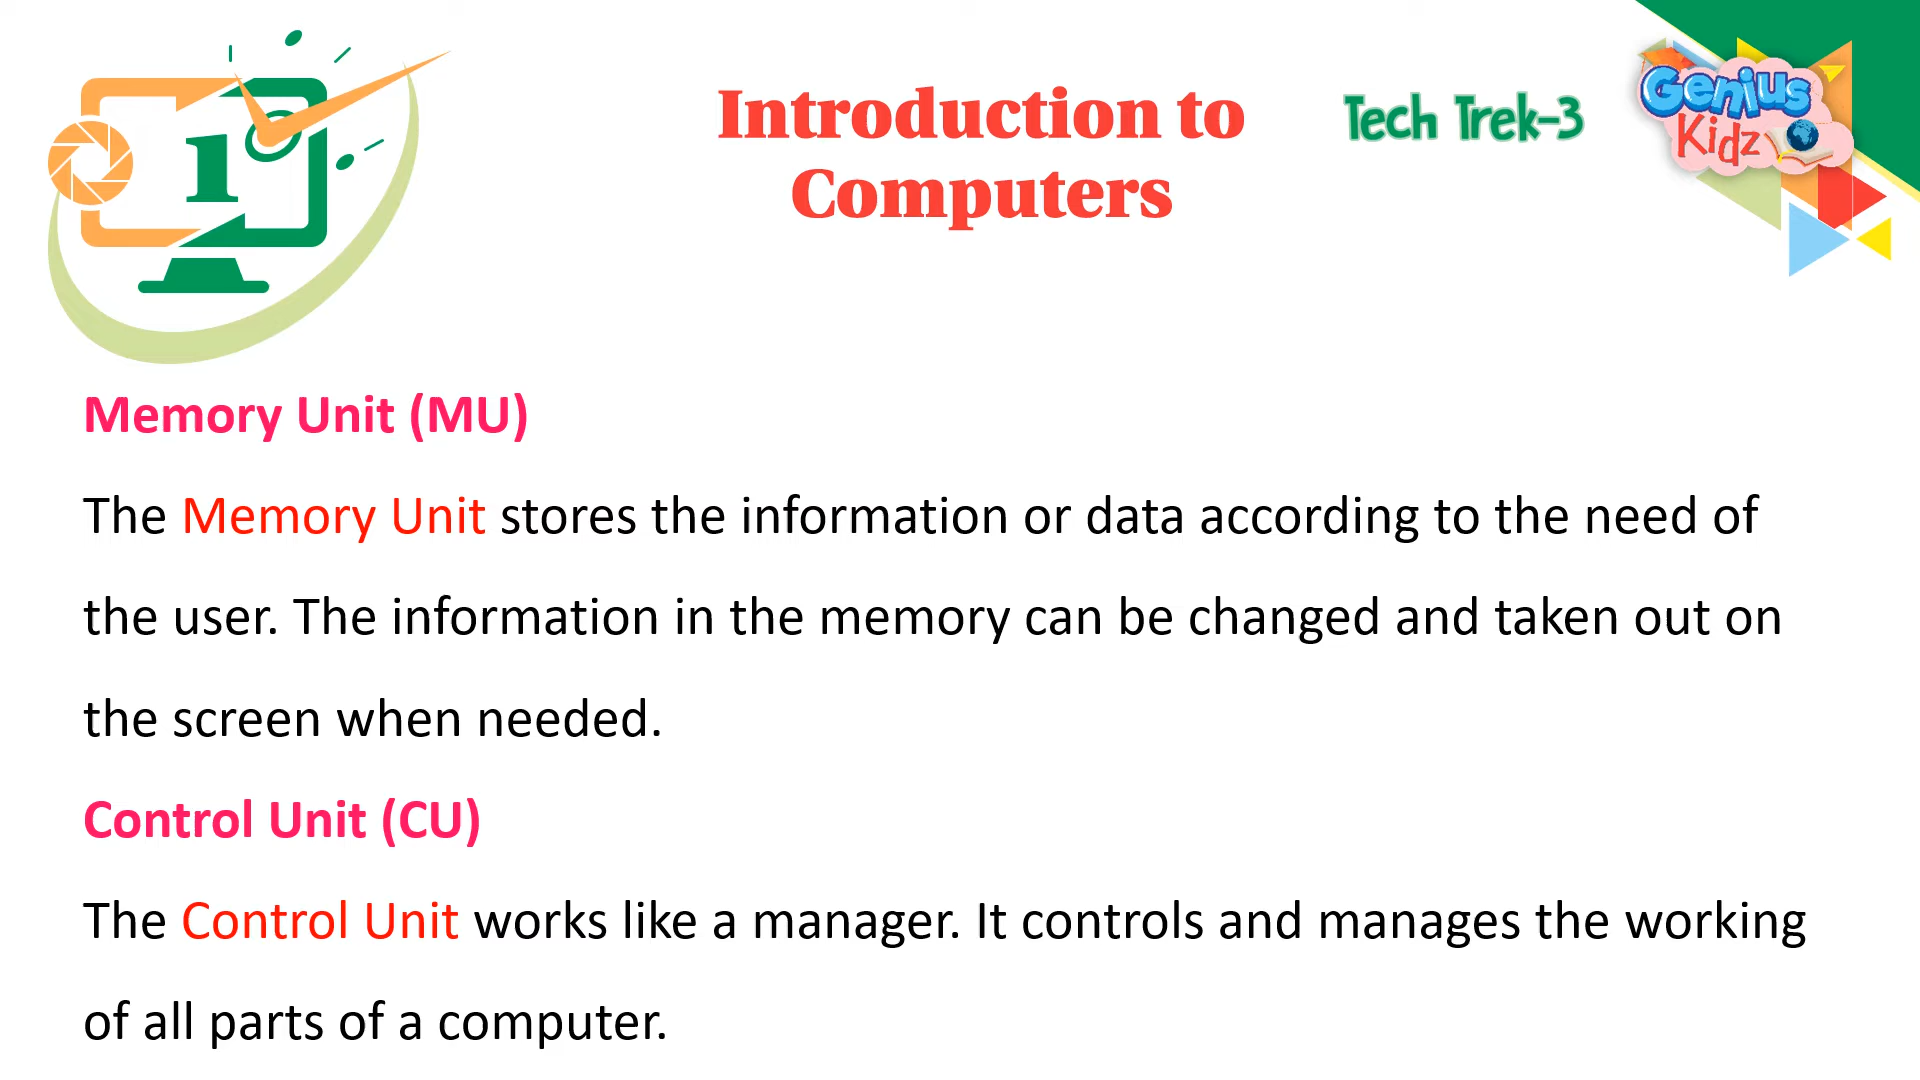 1
Introduction to
Computers
Tech Trek-3
Genius
Kidz
Memory Unit (MU)
The Memory Unit stores the information or data according to the need of
the user. The information in the memory can be changed and taken out on
the screen when needed.
Control Unit (CU)
The Control Unit works like a manager. It controls and manages the working
of all parts of a computer.